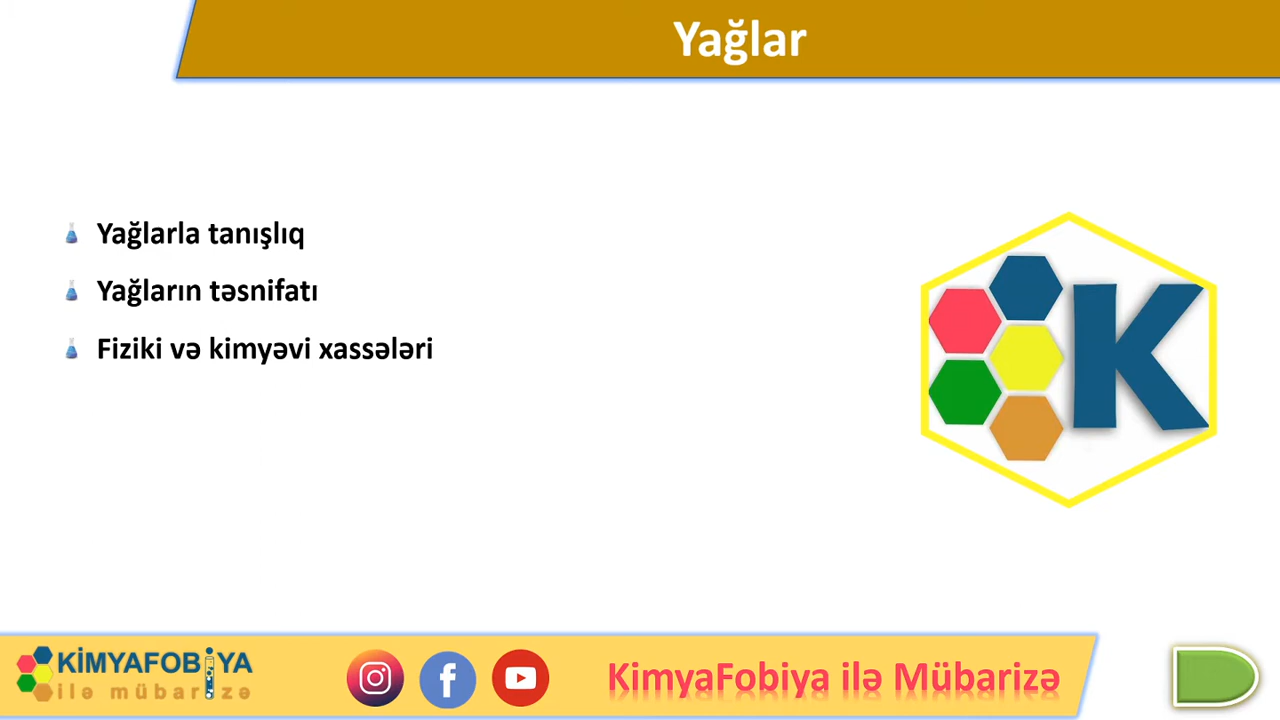 Yağlar
Yağlarla tanışlıq
Yağların təsnifatı
Fiziki və kimyəvi xassələri
K
KİMYAFOBİYA
ilə mübarizə
KimyaFobiya ilə Mübarizə